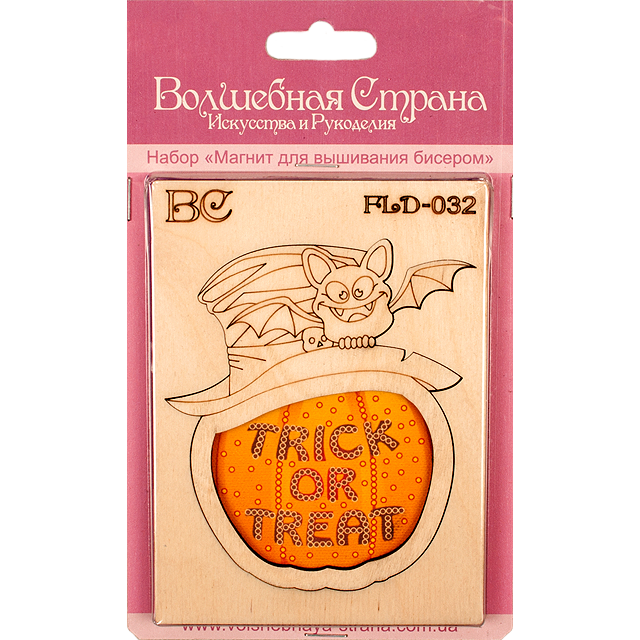 Волшебная Страна
Искусства и Рукоделия
Набор «Магнит для вышивания бисером»
ВС
FLD-032
TRICK
OR
TREAT
www.volshebnaya-strana.com.ua